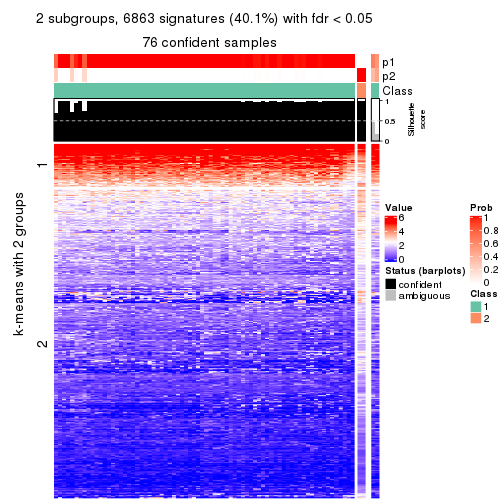 2 subgroups, 6863 signatures (40.1%) with fdr < 0.05
76 confident samples
p1
p2
Class
1
0.5
0
Silhouette
score
k-means with 2 groups
1
2
Value
6
4
2
0
Status (barplots)
confident
ambiguous
Prob
1
0.8
0.6
0.4
0.2
0
Class
1
2